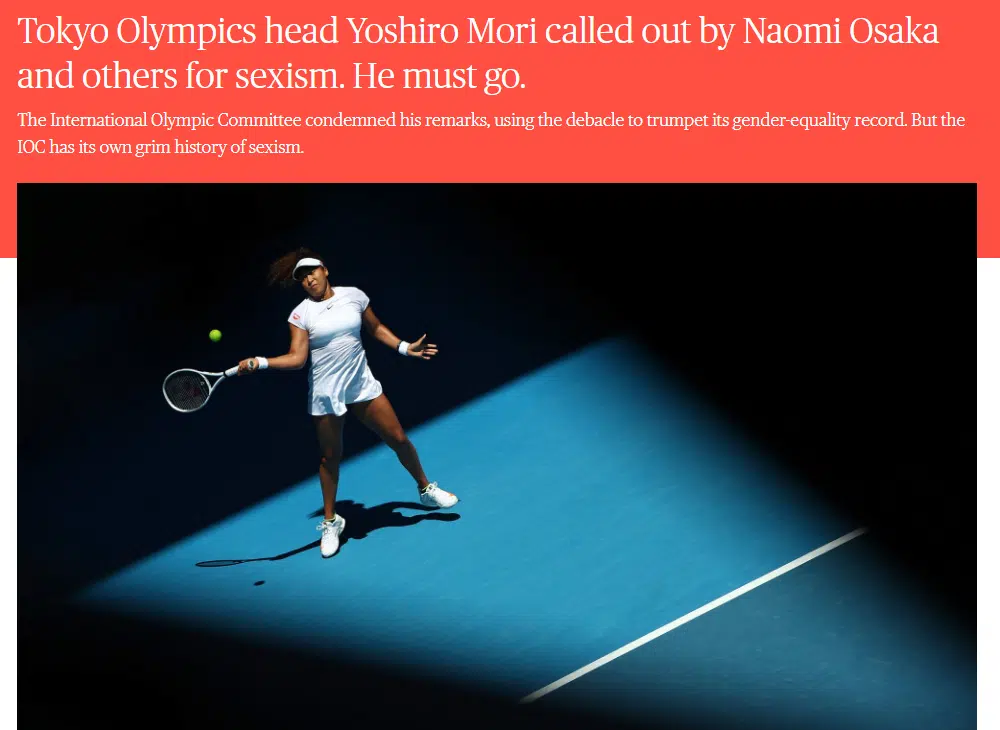 Tokyo Olympics head Yoshiro Mori called out by Naomi Osaka
and others for sexism. He must go.
The International Olympic Committee condemned his remarks, using the debacle to trumpet its gender-equality record. But the
IOC has its own grim history of sexism.